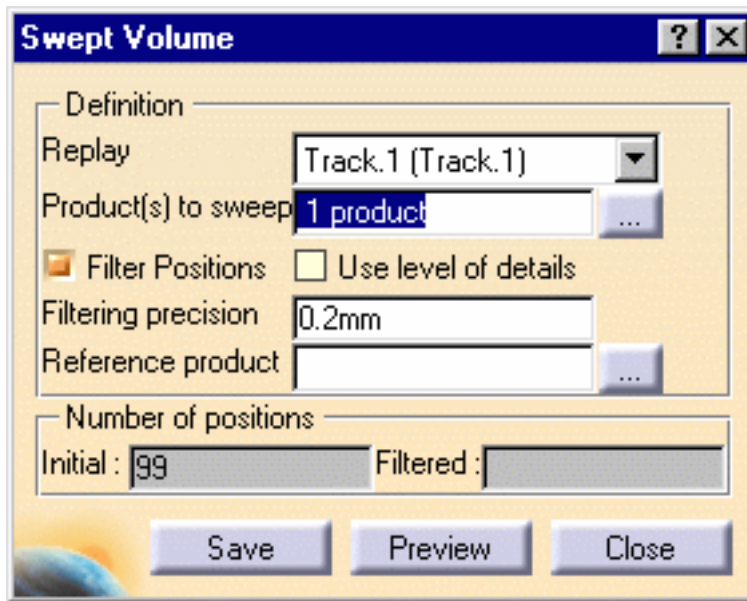 Swept Volume ? X
Definition
Replay Track.1 (Track.1)
Product(s) to sweep 1 product ...
Filter Positions Use level of details
Filtering precision 0.2mm
Reference product ...
Number of positions
Initial : 99 Filtered :
Save Preview Close